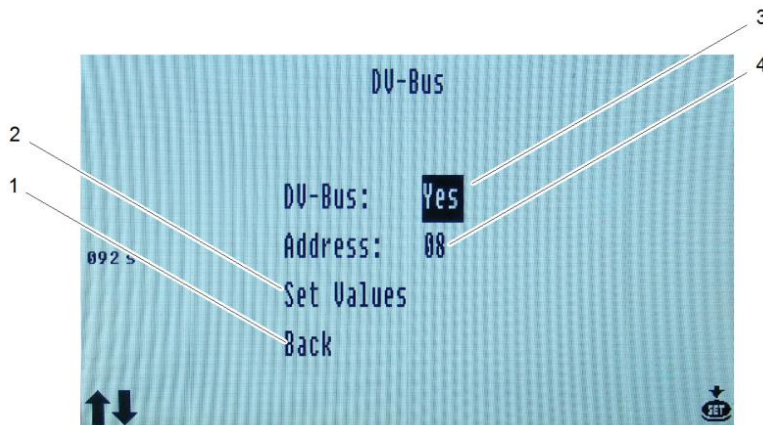 3
4
DV-Bus
2
DV-Bus: Yes
1
Address: 08
092 s
Set Values
Back
SET